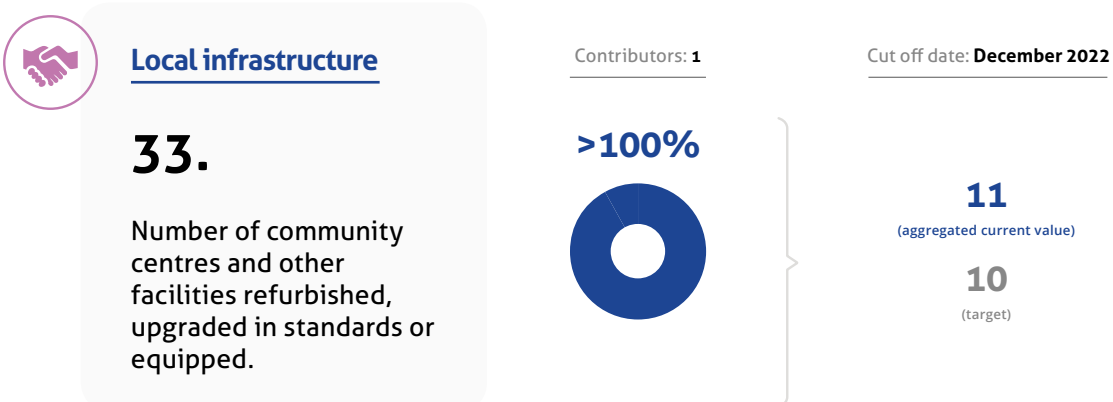 Local infrastructure
33.
Number of community
centres and other
facilities refurbished,
upgraded in standards or
equipped.
Contributors: 1
>100%
Cut off date: December 2022
11
(aggregated current value)
10
(target)